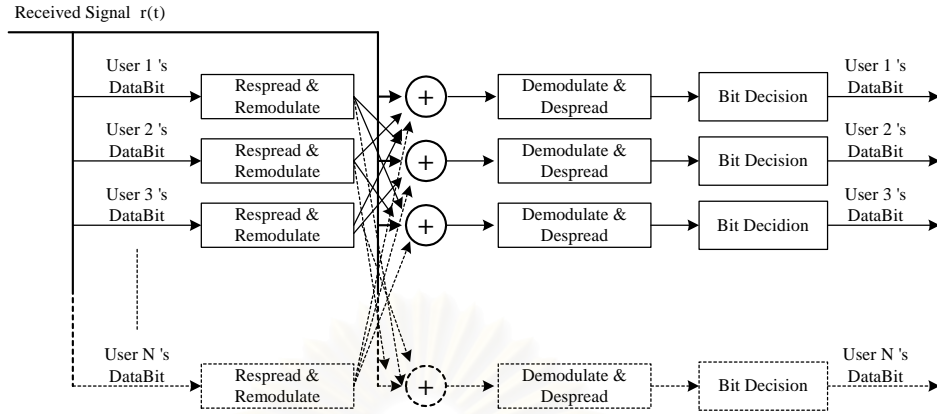 Received Signal r(t)
User 1 's
DataBit
Respread &
Remodulate
+
Demodulate &
Despread
Bit Decision
User 1 's
DataBit
User 2 's
DataBit
Respread &
Remodulate
+
Demodulate &
Despread
Bit Decision
User 2 's
DataBit
User 3 's
DataBit
Respread &
Remodulate
+
Demodulate &
Despread
Bit Decidion
User 3 's
DataBit
User N 's
DataBit
Respread &
Remodulate
+
Demodulate &
Despread
Bit Decision
User N 's
DataBit